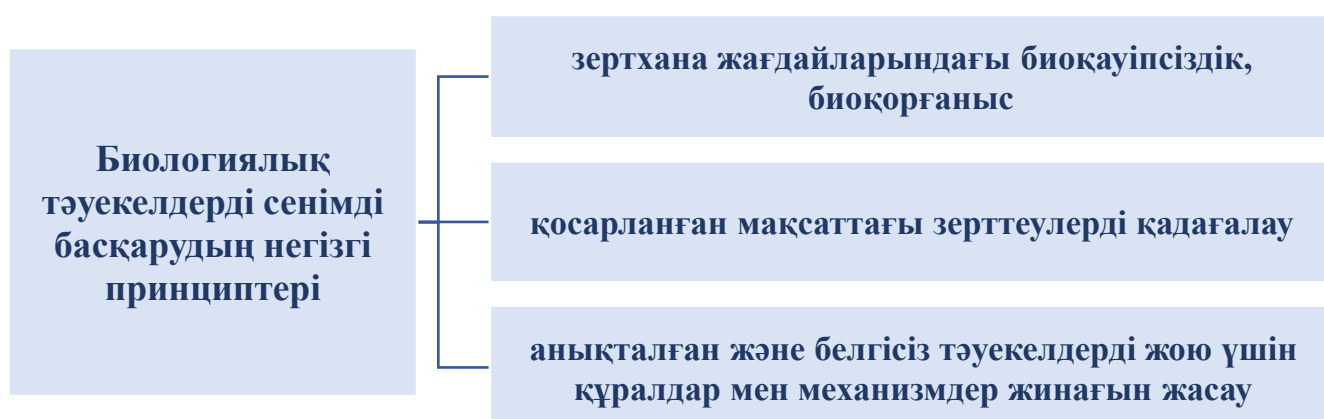 Биологиялық
тәуекелдерді сенімді
басқарудың негізгі
принциптері
зертхана жағдайларындағы биоқауіпсіздік,
биоқорғаныс
қосарланған мақсаттағы зерттеулерді қадағалау
анықталған және белгісіз тәуекелдерді жою үшін
құралдар мен механизмдер жинағын жасау